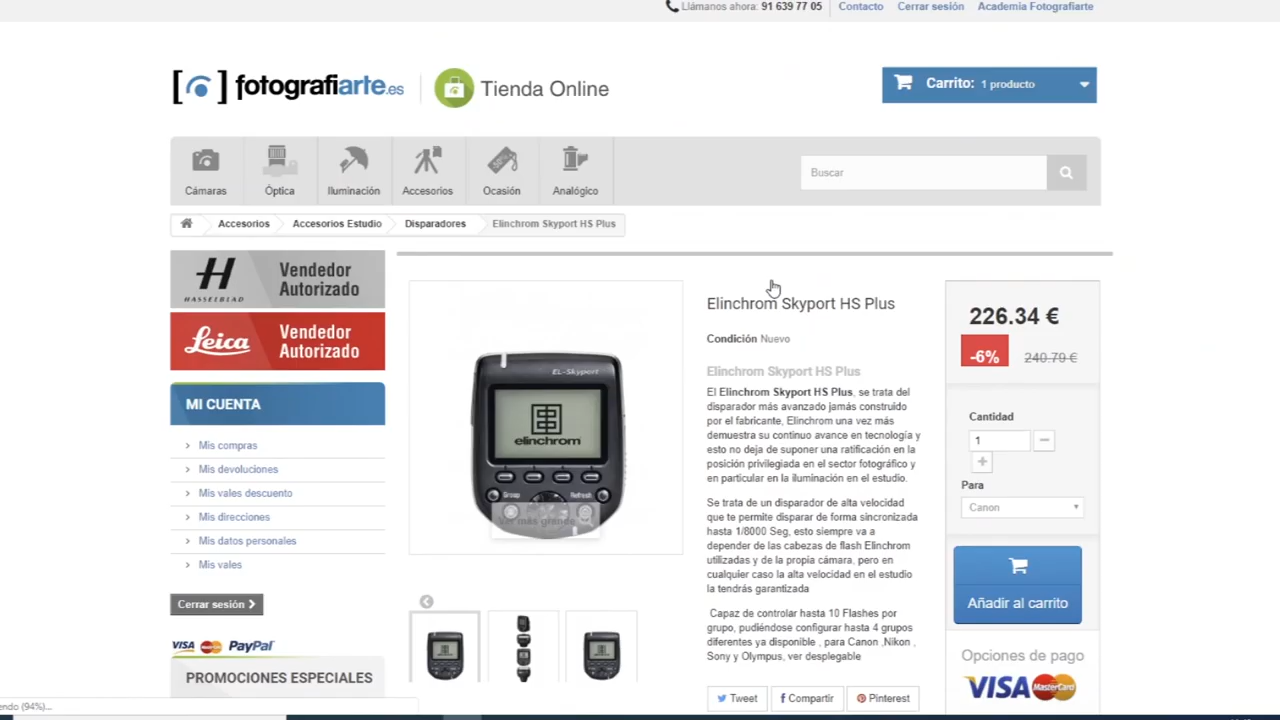 Llámanos ahora: 91 639 77 05
Contacto
Cerrar sesión
Academia Fotografiarte
[ ] fotografiarte.es
Tienda Online
Carrito: 1 producto
Cámaras
Óptica
Iluminación
Accesorios
Ocasión
Analógico
Buscar
Accesorios
Accesorios Estudio
Disparadores
Elinchrom Skyport HS Plus
H
HASSELBLAD
Vendedor
Autorizado
Leica
Vendedor
Autorizado
MI CUENTA
Mis compras
Mis devoluciones
Mis vales descuento
Mis direcciones
Mis datos personales
Mis vales
Cerrar sesión
VISA
PayPal
PROMOCIONES ESPECIALES
endo (94%)...
EL-Skyport
elinchrom
Group
Refresh
Ver más grande
Elinchrom Skyport HS Plus
Condición Nuevo
Elinchrom Skyport HS Plus
El Elinchrom Skyport HS Plus, se trata del
disparador más avanzado jamás construido
por el fabricante, Elinchrom una vez más
demuestra su continuo avance en tecnología y
esto no deja de suponer una ratificación en la
posición privilegiada en el sector fotográfico y
en particular en la iluminación en el estudio.
Se trata de un disparador de alta velocidad
que te permite disparar de forma sincronizada
hasta 1/8000 Seg, esto siempre va a
depender de las cabezas de flash Elinchrom
utilizadas y de la propia cámara, pero en
cualquier caso la alta velocidad en el estudio
la tendrás garantizada
Capaz de controlar hasta 10 Flashes por
grupo, pudiéndose configurar hasta 4 grupos
diferentes ya disponible , para Canon ,Nikon ,
Sony y Olympus, ver desplegable
Tweet
Compartir
Pinterest
226.34 €
-6%
240.79 €
Cantidad
1
Para
Canon
Añadir al carrito
Opciones de pago
VISA
MasterCard